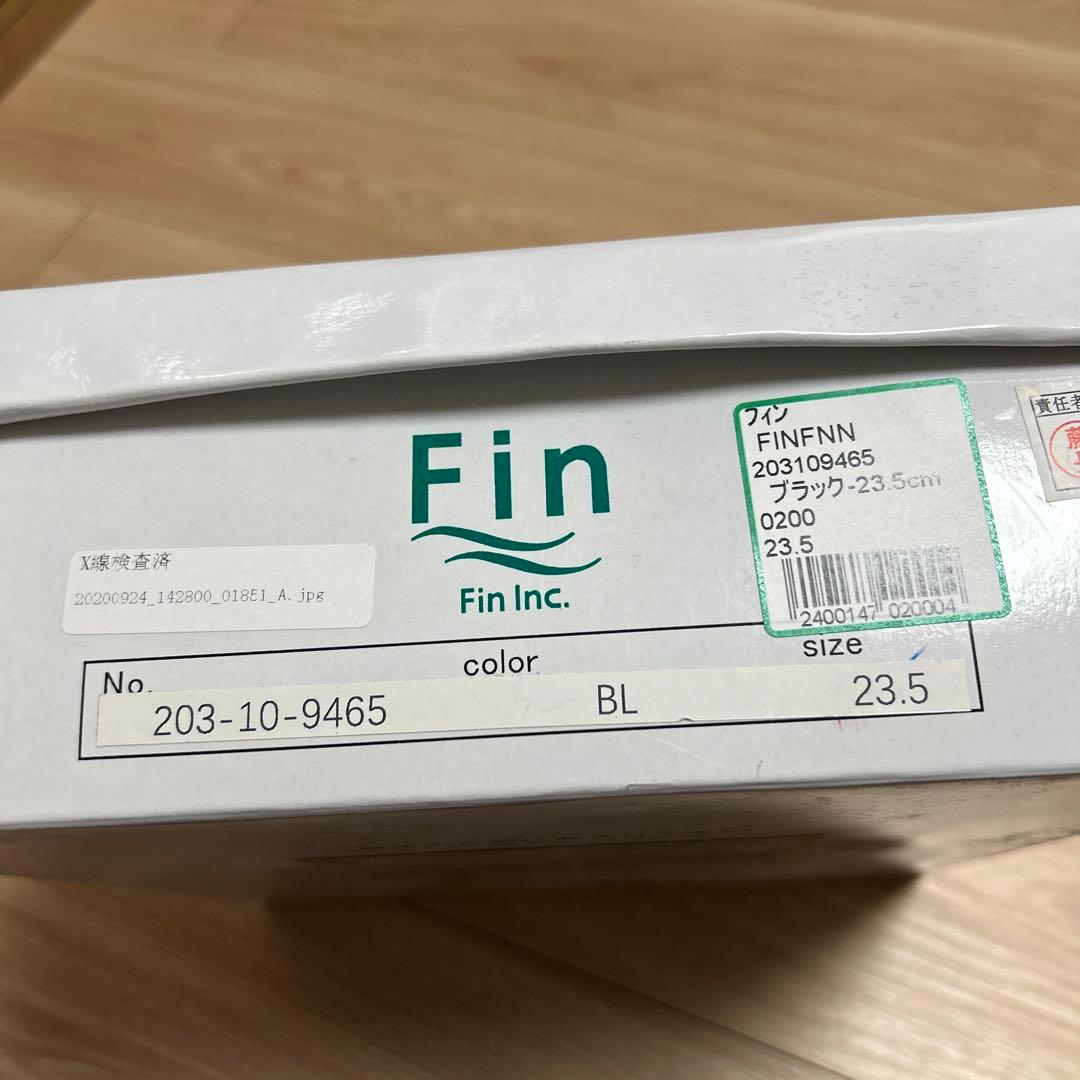 Fin
Fin Inc.
X線検査済
20200924_142800_01851_A.jpg
フィン
FINFNN
203109465
ブラック-23.5cm
0200
23.5
2400147 020004
責任者
No.
color
size
203-10-9465
BL
23.5